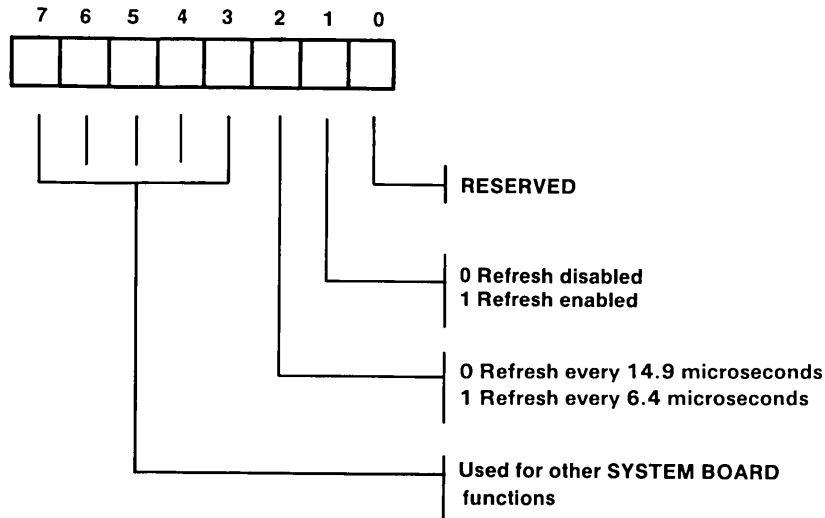 7 6 5 4 3 2 1 0
RESERVED
0 Refresh disabled
1 Refresh enabled
0 Refresh every 14.9 microseconds
1 Refresh every 6.4 microseconds
Used for other SYSTEM BOARD
functions